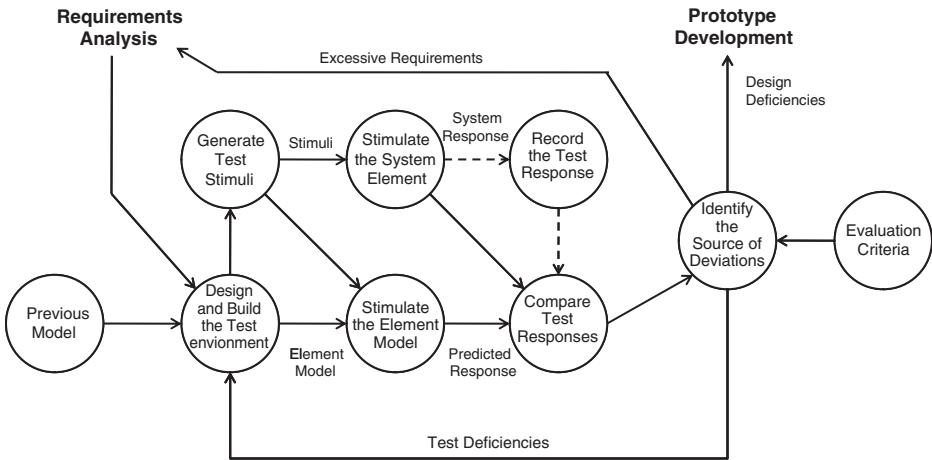 Requirements
Analysis
Prototype
Development
Excessive Requirements
Design
Deficiencies
Generate
Test
Stimuli
Stimuli
Stimulate
the System
Element
System
Response
Record
the Test
Response
Identify
the
Source of
Deviations
Evaluation
Criteria
Previous
Model
Design
and Build
the Test
envionment
Element
Model
Stimulate
the Element
Model
Predicted
Response
Compare
Test
Responses
Test Deficiencies